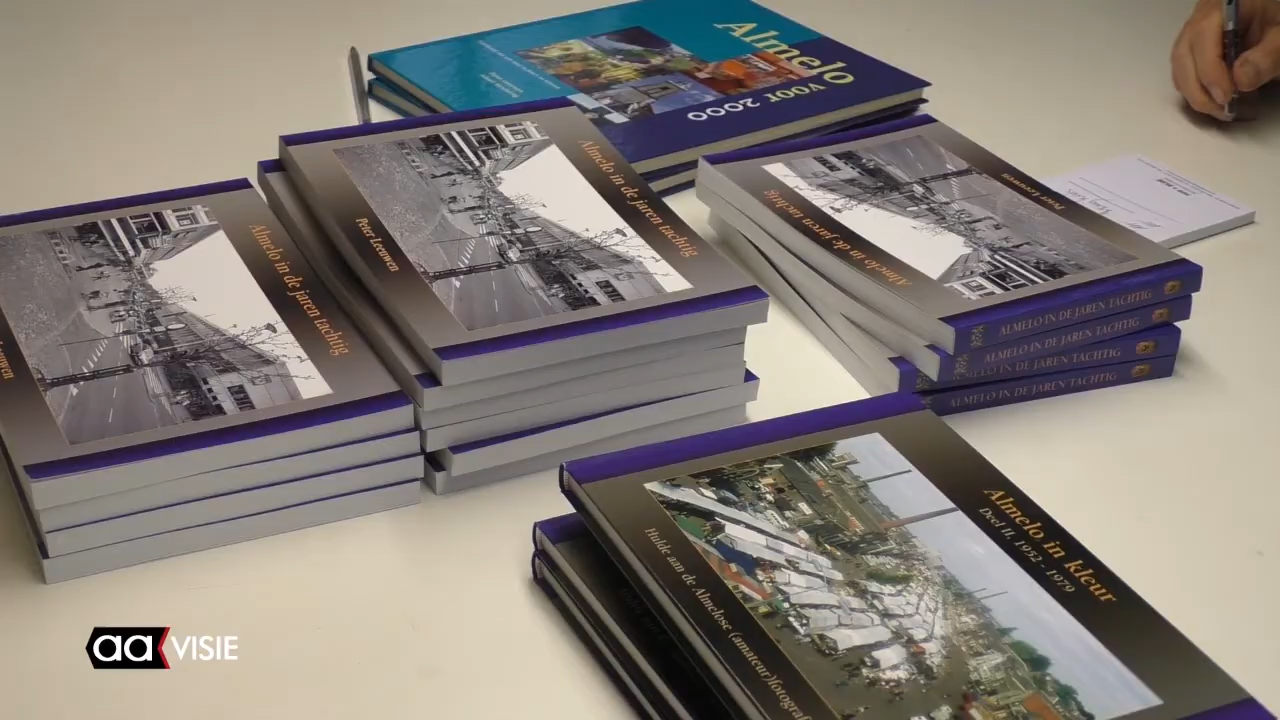 Almelo
voor 2000
Almelo in de jaren tachtig
Peter Leeuwen
Almelo in de jaren tachtig
Peter Leeuwen
Almelo in de jaren tachtig
Leeuwen
ALMELO IN DE JAREN TACHTIG
ALMELO IN DE JAREN TACHTIG
ALMELO IN DE JAREN TACHTIG
ALMELO IN DE JAREN TACHTIG
Almelo in kleur
Deel II, 1952 - 1979
Hulde aan de Almelose (amateur)fotograf
aa VISIE